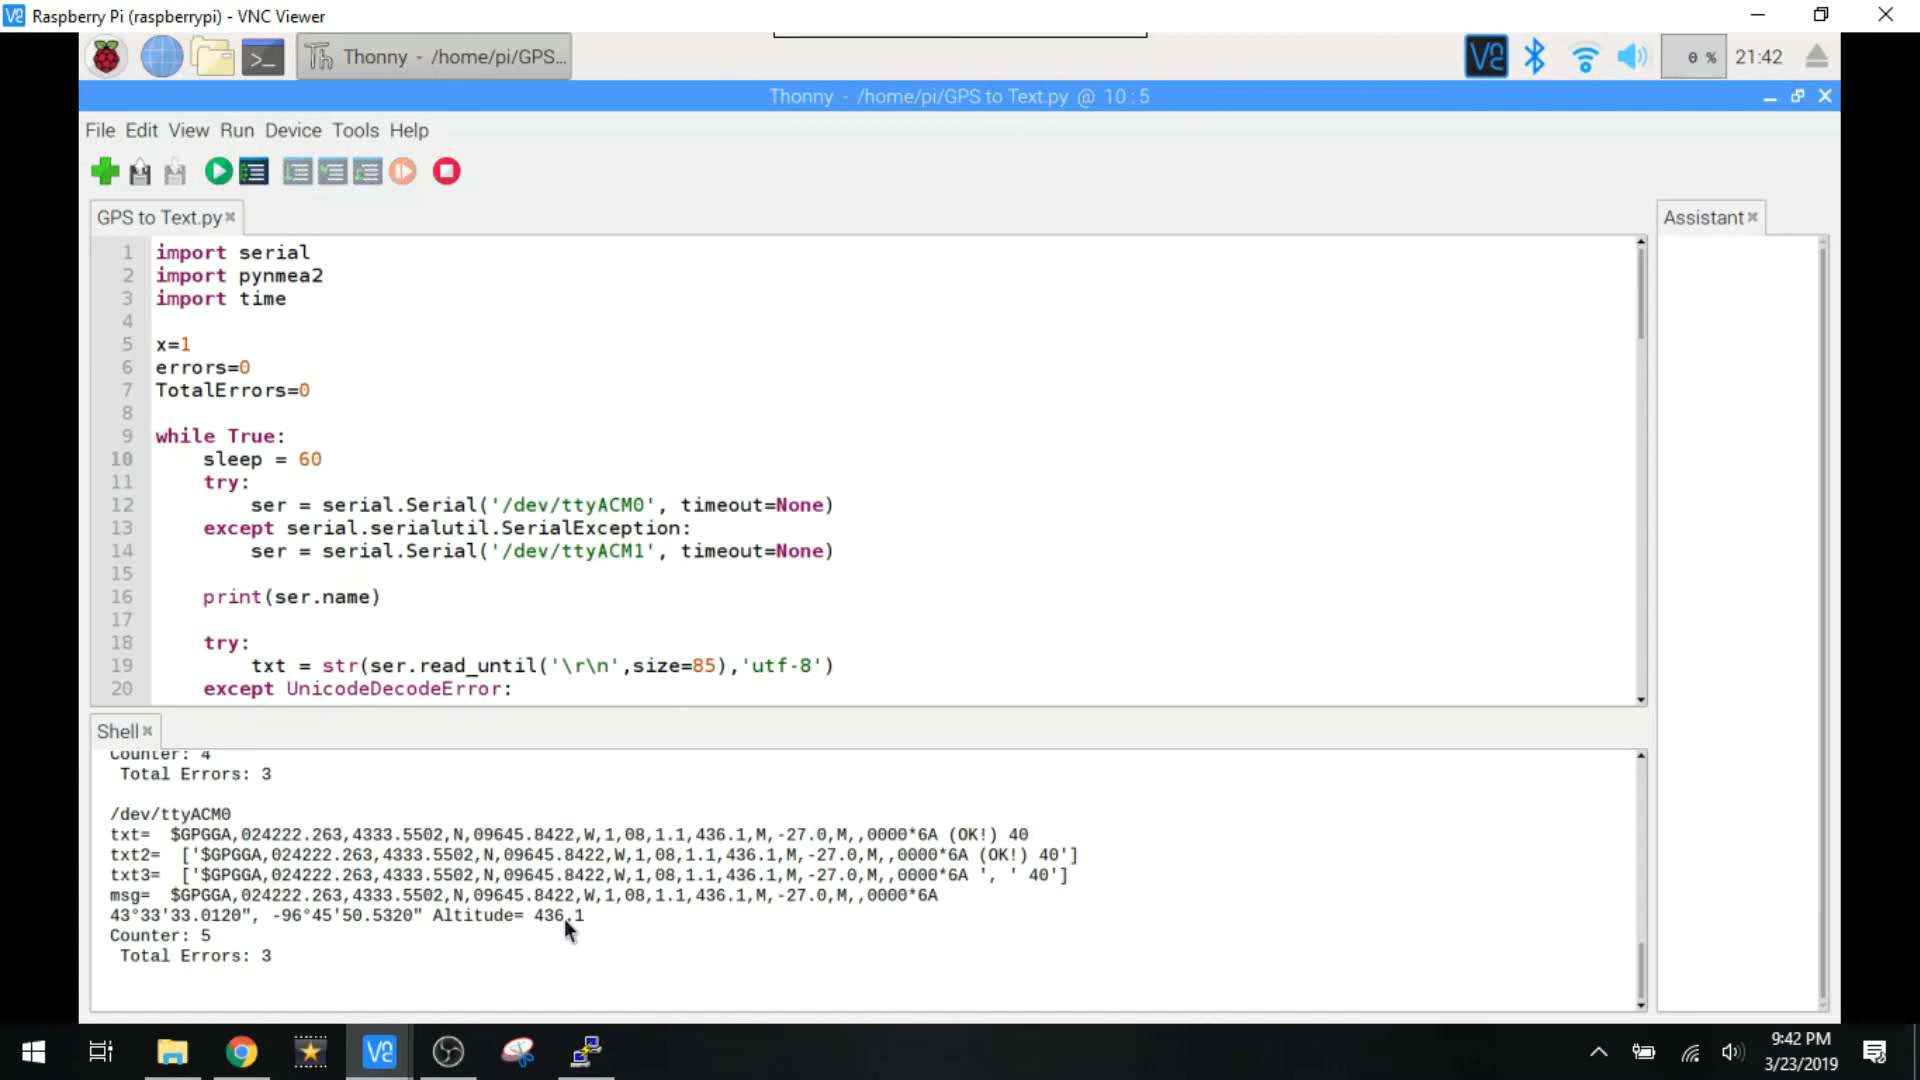 Raspberry Pi (raspberrypi) - VNC Viewer
Thonny - /home/pi/GPS...
0 %
21:42
Thonny - /home/pi/GPS to Text.py @ 10 : 5
File Edit View Run Device Tools Help
GPS to Text.py
Assistant
1 import serial
2 import pynmea2
3 import time
4
5 x=1
6 errors=0
7 TotalErrors=0
8
9 while True:
10 sleep = 60
11 try:
12 ser = serial.Serial('/dev/ttyACM0', timeout=None)
13 except serial.serialutil.SerialException:
14 ser = serial.Serial('/dev/ttyACM1', timeout=None)
15
16 print(ser.name)
17
18 try:
19 txt = str(ser.read_until('\r\n',size=85),'utf-8')
20 except UnicodeDecodeError:
Shell
Counter: 4
Total Errors: 3
/dev/ttyACM0
txt= $GPGGA,024222.263,4333.5502,N,09645.8422,W,1,08,1.1,436.1,M,-27.0,M,,0000*6A (OK!) 40
txt2= ['$GPGGA,024222.263,4333.5502,N,09645.8422,W,1,08,1.1,436.1,M,-27.0,M,,0000*6A (OK!) 40']
txt3= ['$GPGGA,024222.263,4333.5502,N,09645.8422,W,1,08,1.1,436.1,M,-27.0,M,,0000*6A ', ' 40']
msg= $GPGGA,024222.263,4333.5502,N,09645.8422,W,1,08,1.1,436.1,M,-27.0,M,,0000*6A
43°33'33.0120", -96°45'50.5320" Altitude= 436.1
Counter: 5
Total Errors: 3
9:42 PM
3/23/2019